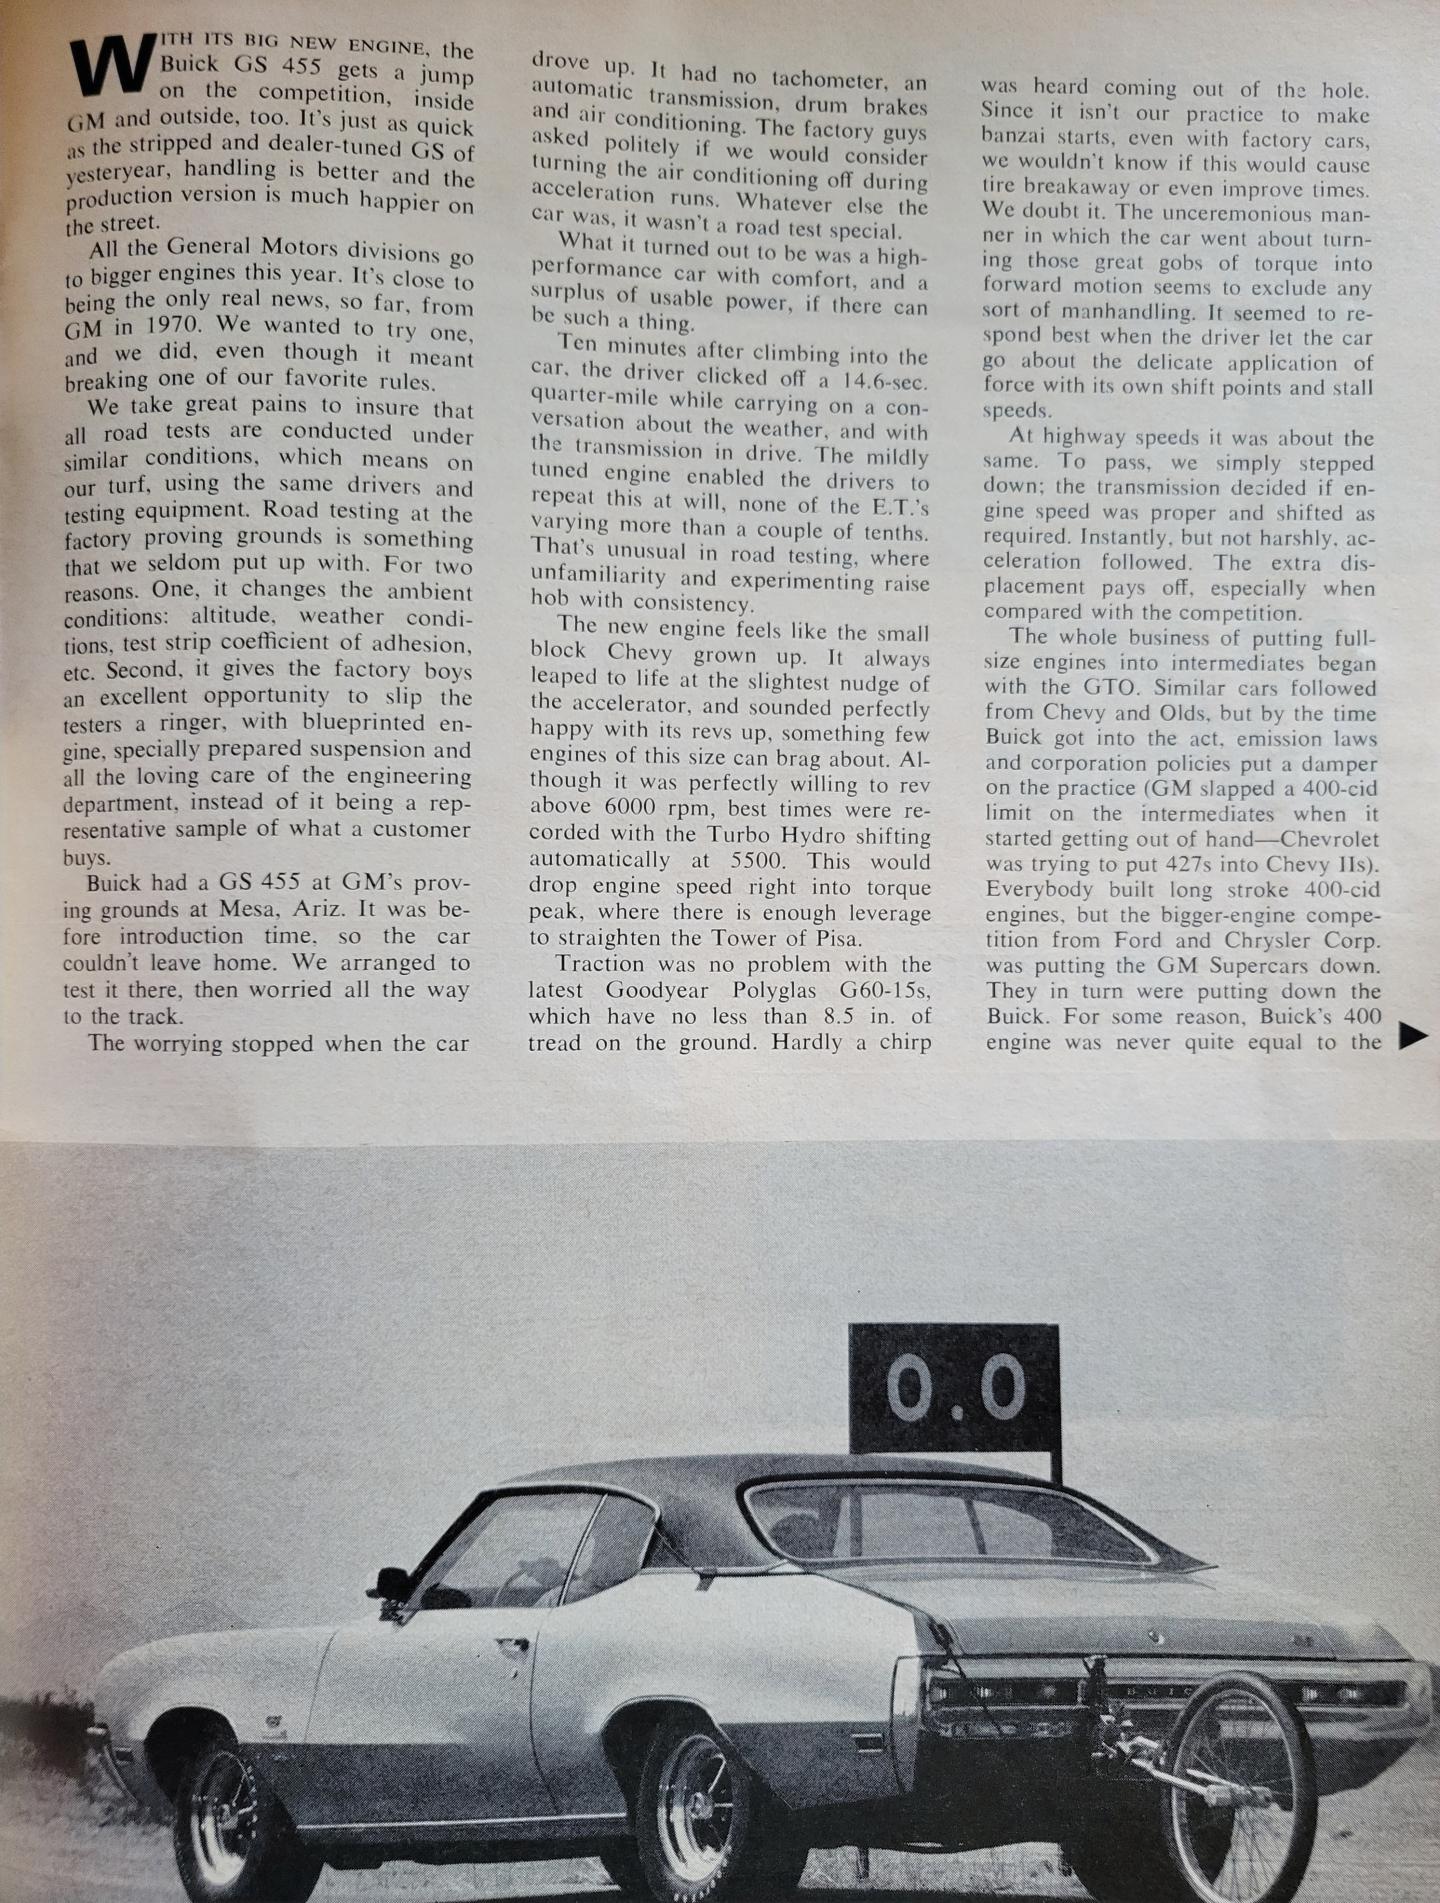 WITH ITS BIG NEW ENGINE, the
Buick GS 455 gets a jump
on the competition, inside
GM and outside, too. It's just as quick
as the stripped and dealer-tuned GS of
yesteryear, handling is better and the
production version is much happier on
the street.
All the General Motors divisions go
to bigger engines this year. It's close to
being the only real news, so far, from
GM in 1970. We wanted to try one,
and we did, even though it meant
breaking one of our favorite rules.
We take great pains to insure that
all road tests are conducted under
similar conditions, which means on
our turf, using the same drivers and
testing equipment. Road testing at the
factory proving grounds is something
that we seldom put up with. For two
reasons. One, it changes the ambient
conditions: altitude, weather condi-
tions, test strip coefficient of adhesion,
etc. Second, it gives the factory boys
an excellent opportunity to slip the
testers a ringer, with blueprinted en-
gine, specially prepared suspension and
all the loving care of the engineering
department, instead of it being a rep-
resentative sample of what a customer
buys.
Buick had a GS 455 at GM's prov-
ing grounds at Mesa, Ariz. It was be-
fore introduction time, so the car
couldn't leave home. We arranged to
test it there, then worried all the way
to the track.
The worrying stopped when the car
drove up. It had no tachometer, an
automatic transmission, drum brakes
and air conditioning. The factory guys
asked politely if we would consider
turning the air conditioning off during
acceleration runs. Whatever else the
car was, it wasn't a road test special.
What it turned out to be was a high-
performance car with comfort, and a
surplus of usable power, if there can
be such a thing.
Ten minutes after climbing into the
car, the driver clicked off a 14.6-sec.
quarter-mile while carrying on a con-
versation about the weather, and with
the transmission in drive. The mildly
tuned engine enabled the drivers to
repeat this at will, none of the E.T.'s
varying more than a couple of tenths.
That's unusual in road testing, where
unfamiliarity and experimenting raise
hob with consistency.
The new engine feels like the small
block Chevy grown up. It always
leaped to life at the slightest nudge of
the accelerator, and sounded perfectly
happy with its revs up, something few
engines of this size can brag about. Al-
though it was perfectly willing to rev
above 6000 rpm, best times were re-
corded with the Turbo Hydro shifting
automatically at 5500. This would
drop engine speed right into torque
peak, where there is enough leverage
to straighten the Tower of Pisa.
Traction was no problem with the
latest Goodyear Polyglas G60-15s,
which have no less than 8.5 in. of
tread on the ground. Hardly a chirp
was heard coming out of the hole.
Since it isn't our practice to make
banzai starts, even with factory cars,
we wouldn't know if this would cause
tire breakaway or even improve times.
We doubt it. The unceremonious man-
ner in which the car went about turn-
ing those great gobs of torque into
forward motion seems to exclude any
sort of manhandling. It seemed to re-
spond best when the driver let the car
go about the delicate application of
force with its own shift points and stall
speeds.
At highway speeds it was about the
same. To pass, we simply stepped
down; the transmission decided if en-
gine speed was proper and shifted as
required. Instantly, but not harshly, ac-
celeration followed. The extra dis-
placement pays off, especially when
compared with the competition.
The whole business of putting full-
size engines into intermediates began
with the GTO. Similar cars followed
from Chevy and Olds, but by the time
Buick got into the act, emission laws
and corporation policies put a damper
on the practice (GM slapped a 400-cid
limit on the intermediates when it
started getting out of hand—Chevrolet
was trying to put 427s into Chevy IIs).
Everybody built long stroke 400-cid
engines, but the bigger-engine compe-
tition from Ford and Chrysler Corp.
was putting the GM Supercars down.
They in turn were putting down the
Buick. For some reason, Buick's 400
engine was never quite equal to the
0.0